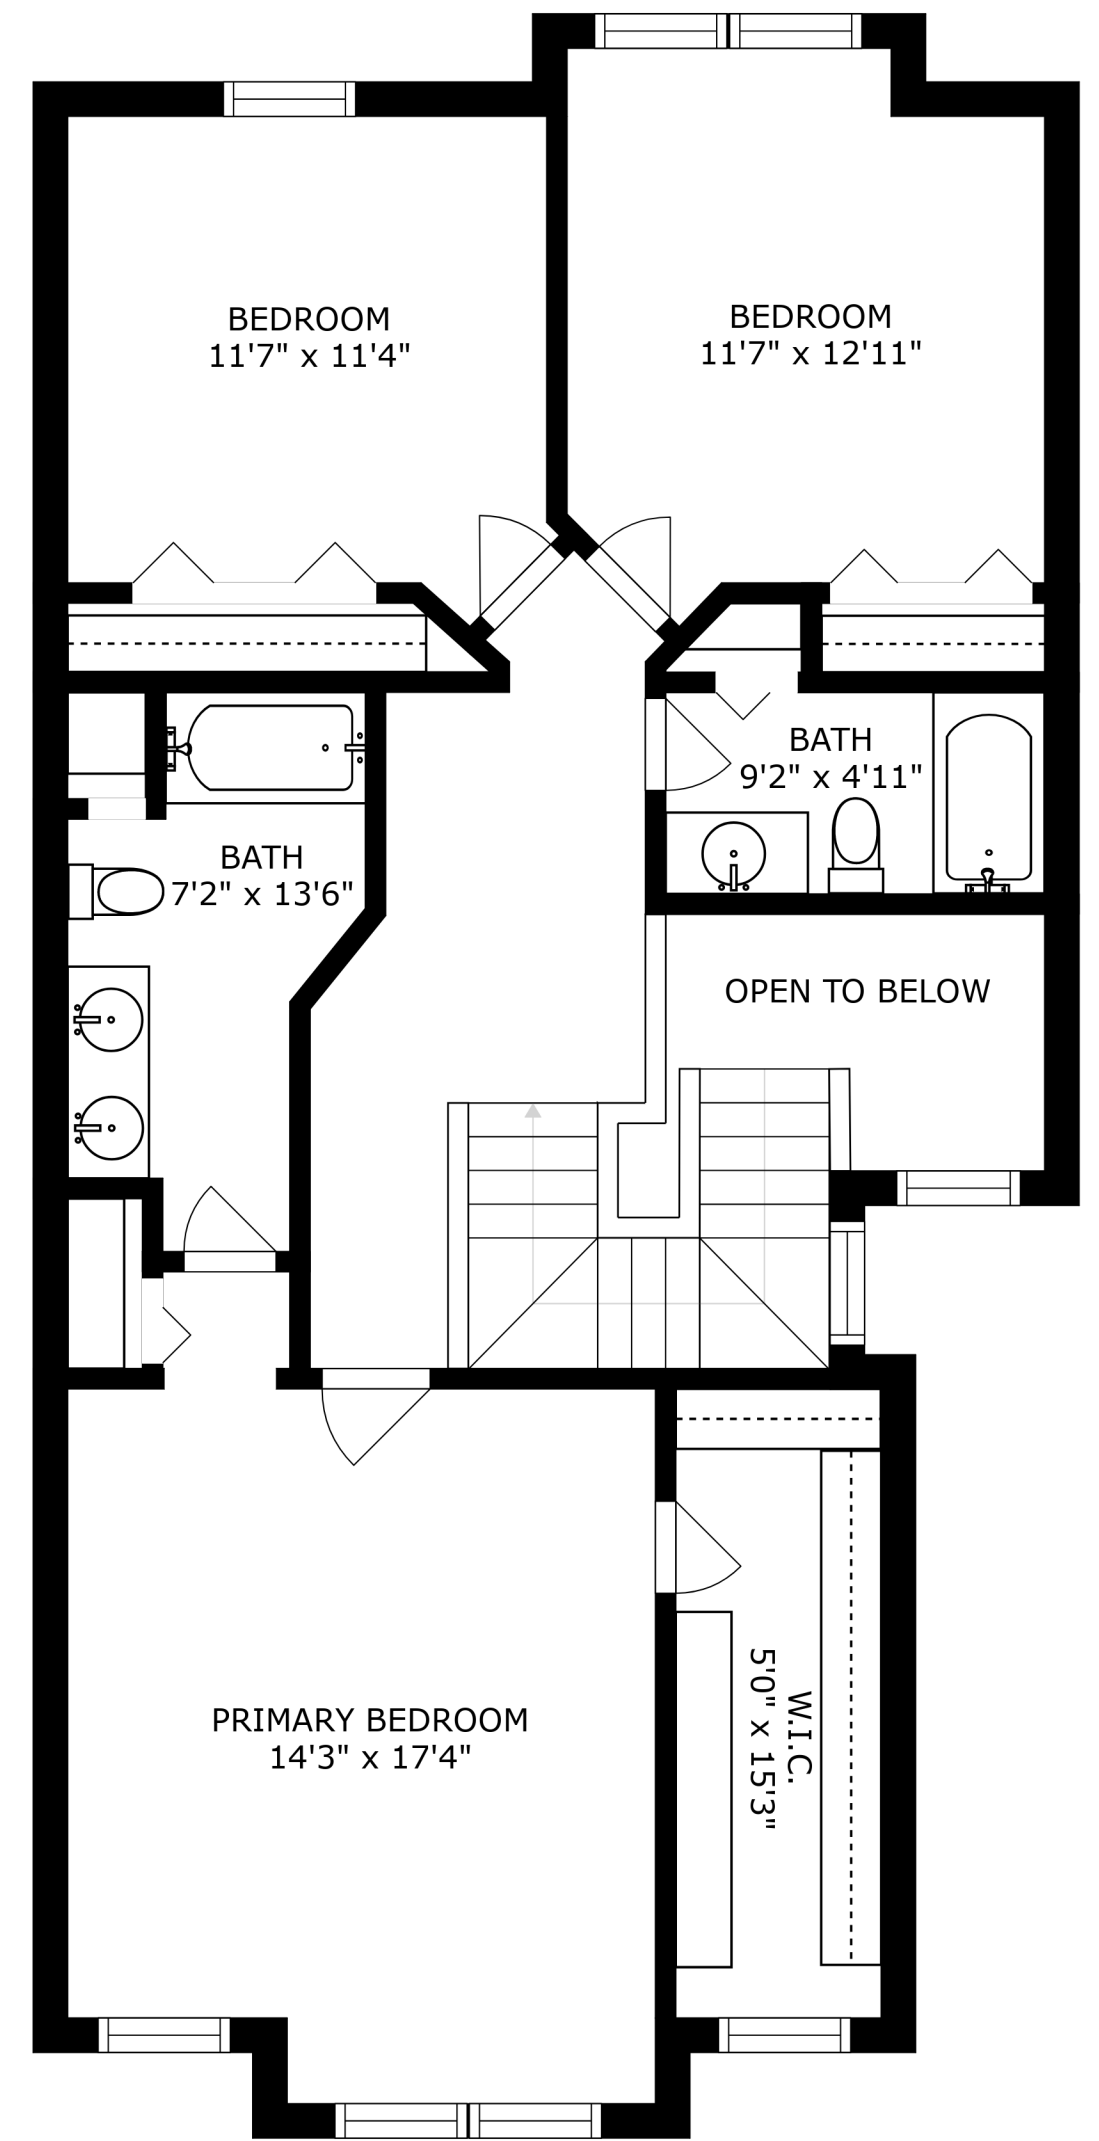 BEDROOM
11'7" x 11'4"
BEDROOM
11'7" x 12'11"
BATH
9'2" x 4'11"
BATH
7'2" x 13'6"
OPEN TO BELOW
PRIMARY BEDROOM
14'3" x 17'4"
W.I.C.
5'0" x 15'3"